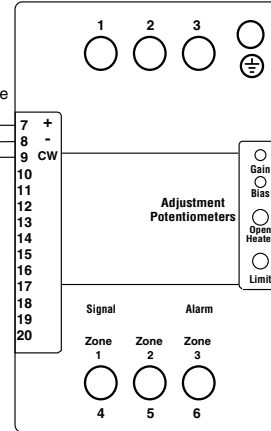 1 2 3
e
7 +
8 -
9 CW
10
11
12
13
14
15
16
17
18
19
20
Adjustment
Potentiometers
Gain
Bias
Open
Heate
Limit
Signal Alarm
Zone Zone Zone
1 2 3
4 5 6